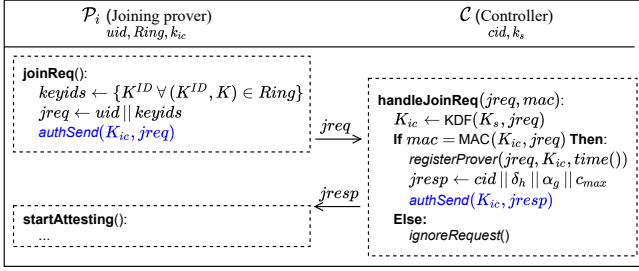 𝒫ᵢ (Joining prover)
uid, Ring, k_ic
joinReq():
keyids ← {K^ID ∀ (K^ID, K) ∈ Ring}
jreq ← uid || keyids
authSend(K_ic, jreq)
jreq
jresp
startAttesting():
...
𝒞 (Controller)
cid, k_s
handleJoinReq(jreq, mac):
K_ic ← KDF(K_s, jreq)
If mac = MAC(K_ic, jreq) Then:
registerProver(jreq, K_ic, time())
jresp ← cid || δ_h || α_g || c_max
authSend(K_ic, jresp)
Else:
ignoreRequest()